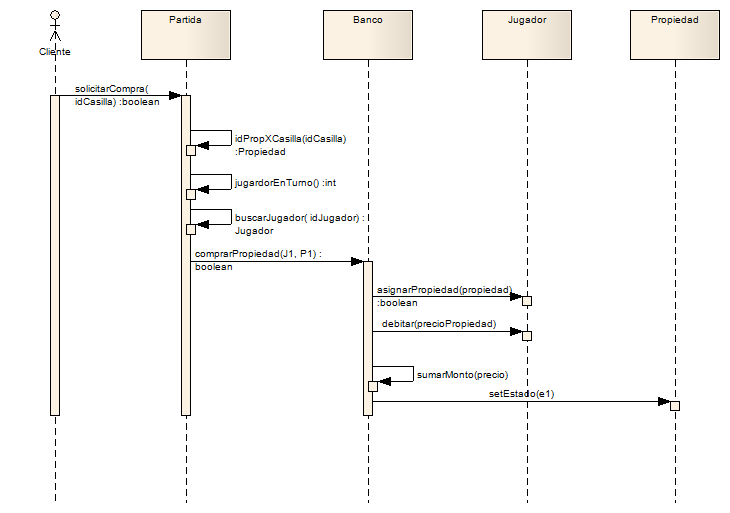 Partida
Banco
Jugador
Propiedad
Cliente
solicitarCompra(
idCasilla) :boolean
idPropXCasilla(idCasilla)
:Propiedad
jugardorEnTurno() :int
buscarJugador( idJugador) :
Jugador
comprarPropiedad(J1, P1) :
boolean
asignarPropiedad(propiedad)
:boolean
debitar(precioPropiedad)
sumarMonto(precio)
setEstado(e1)